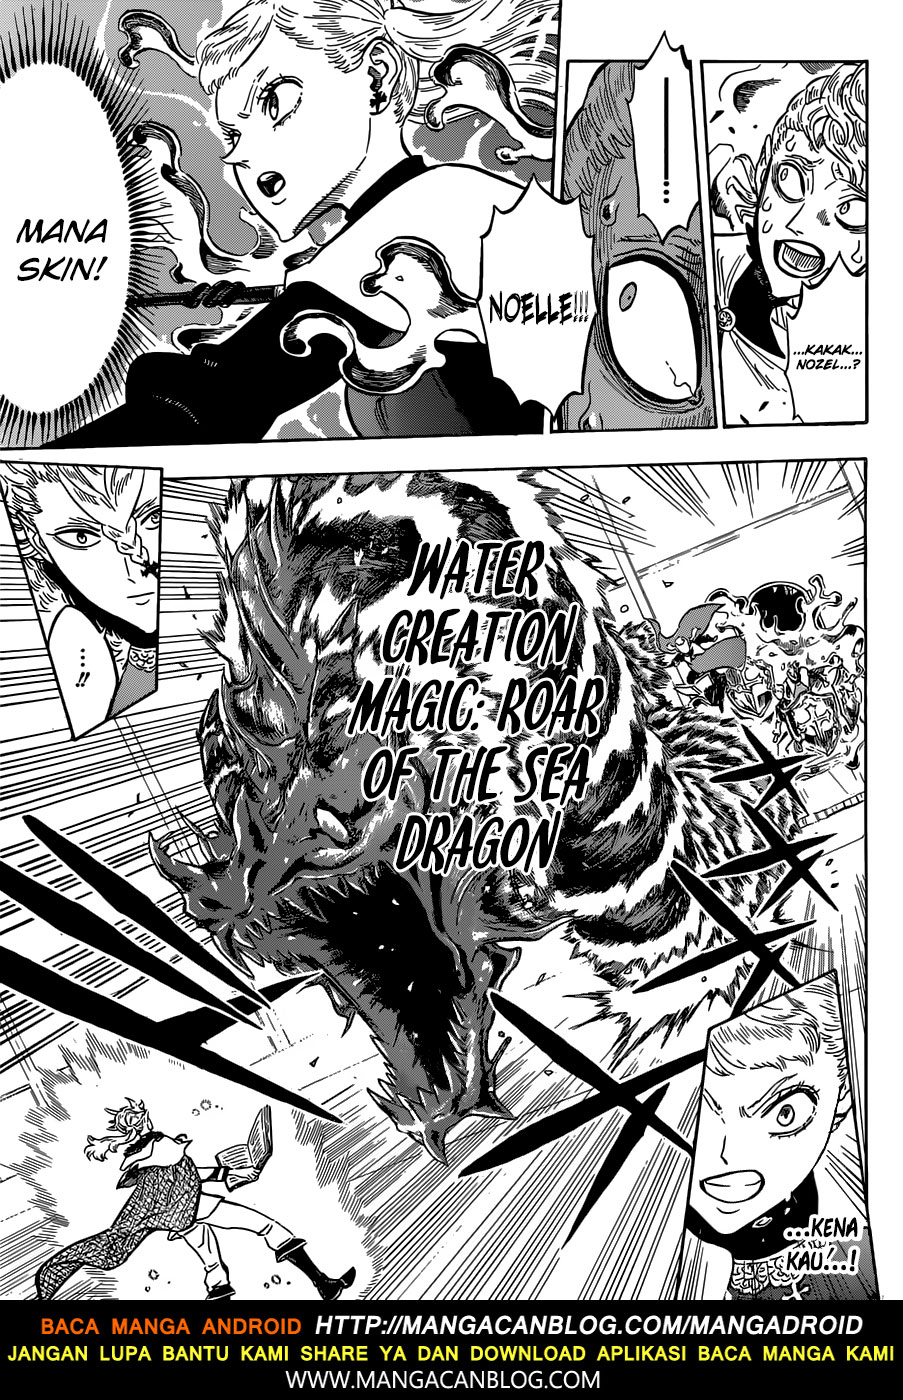 ...KAKAK...
NOZEL...?
...
NOELLE!!!
MANA
SKIN!
...!!
WATER
CREATION
MAGIC: ROAR
OF THE SEA
DRAGON
...KENA
KAU...!
BACA MANGA ANDROID HTTP://MANGACANBLOG.COM/MANGADROID
JANGAN LUPA BANTU KAMI SHARE YA DAN DOWNLOAD APLIKASI BACA MANGA KAMI
WWW.MANGACANBLOG.COM